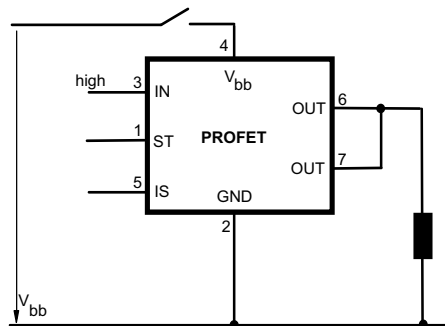 4
V bb
high
3
IN
OUT
6
1
ST
PROFET
OUT
7
5
IS
GND
2
V bb